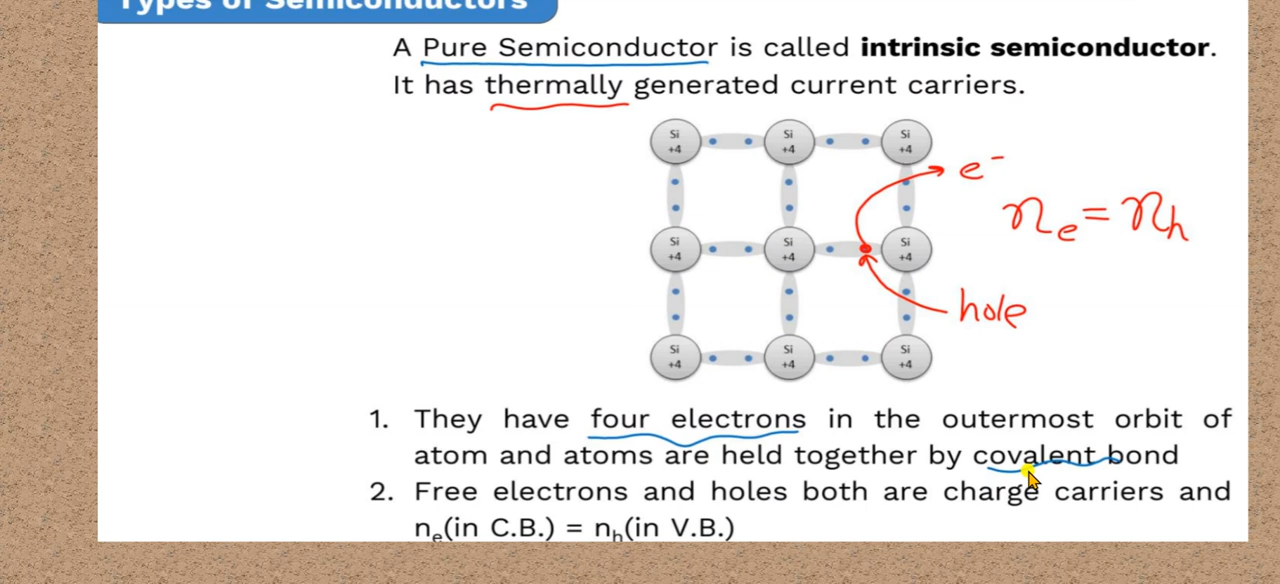 Types of Semiconductors
A Pure Semiconductor is called intrinsic semiconductor.
It has thermally generated current carriers.
Si +4 Si +4 Si +4
e⁻
nₑ = nₕ
Si +4 Si +4 Si +4
hole
Si +4 Si +4 Si +4
1. They have four electrons in the outermost orbit of
atom and atoms are held together by covalent bond
2. Free electrons and holes both are charge carriers and
nₑ(in C.B.) = nₕ(in V.B.)